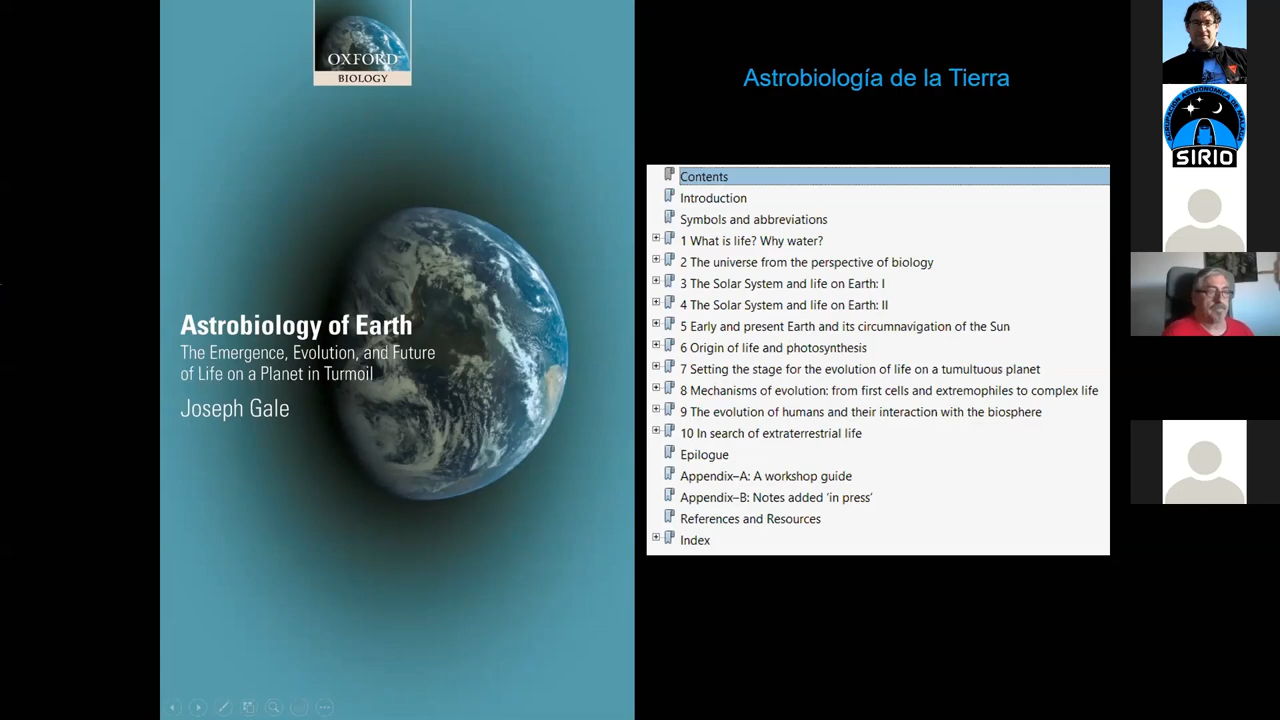 OXFORD
BIOLOGY
Astrobiology of Earth
The Emergence, Evolution, and Future
of Life on a Planet in Turmoil
Joseph Gale
Astrobiología de la Tierra
Contents
Introduction
Symbols and abbreviations
1 What is life? Why water?
2 The universe from the perspective of biology
3 The Solar System and life on Earth: I
4 The Solar System and life on Earth: II
5 Early and present Earth and its circumnavigation of the Sun
6 Origin of life and photosynthesis
7 Setting the stage for the evolution of life on a tumultuous planet
8 Mechanisms of evolution: from first cells and extremophiles to complex life
9 The evolution of humans and their interaction with the biosphere
10 In search of extraterrestrial life
Epilogue
Appendix–A: A workshop guide
Appendix–B: Notes added ‘in press’
References and Resources
Index
AGRUPACIÓN ASTRONÓMICA DE MÁLAGA
SIRIO